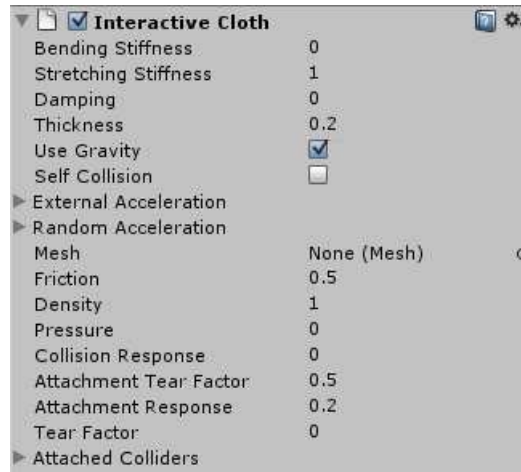 Interactive Cloth
Bending Stiffness 0
Stretching Stiffness 1
Damping 0
Thickness 0.2
Use Gravity
Self Collision
External Acceleration
Random Acceleration
Mesh None (Mesh)
Friction 0.5
Density 1
Pressure 0
Collision Response 0
Attachment Tear Factor 0.5
Attachment Response 0.2
Tear Factor 0
Attached Colliders